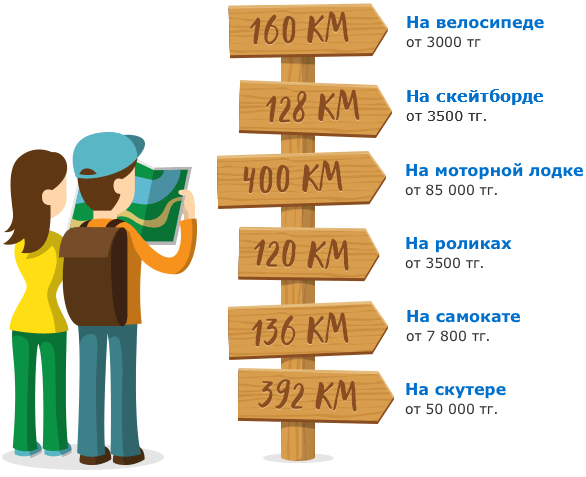 160 КМ
На велосипеде
от 3000 тг
128 КМ
На скейтборде
от 3500 тг.
400 КМ
На моторной лодке
от 85 000 тг.
120 КМ
На роликах
от 3500 тг.
136 КМ
На самокате
от 7 800 тг.
392 КМ
На скутере
от 50 000 тг.